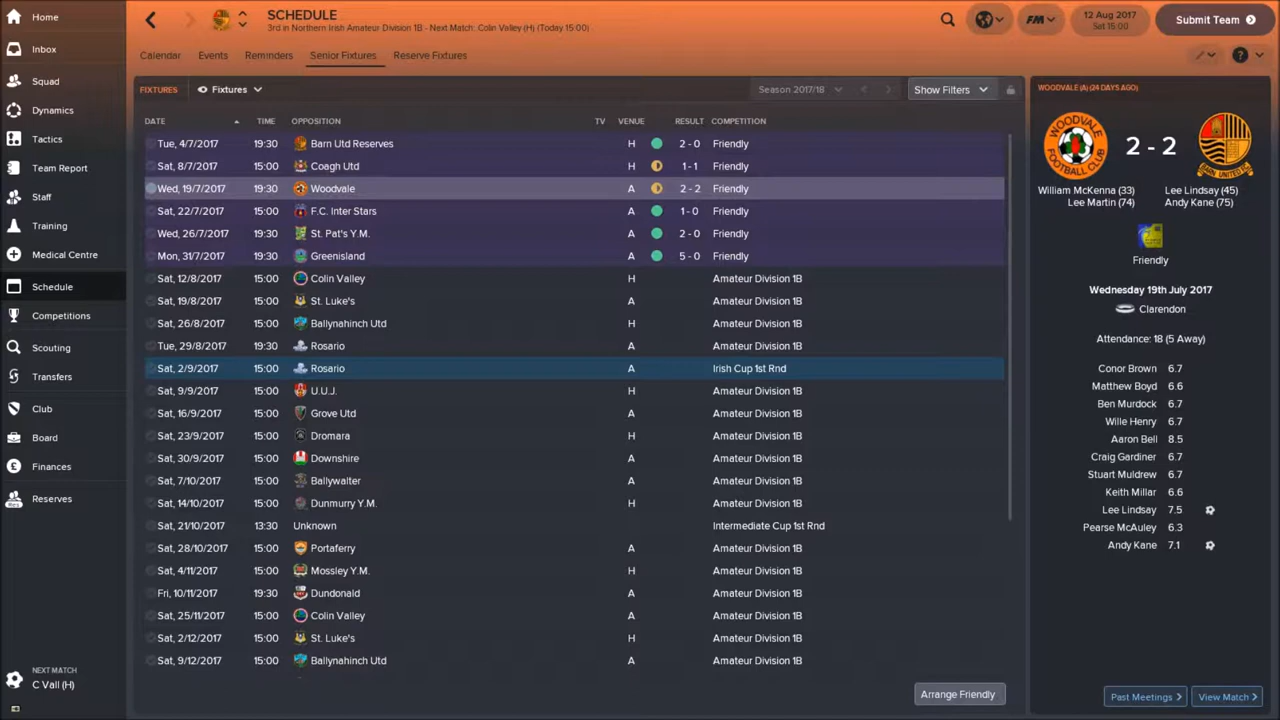 Home
Inbox
Squad
Dynamics
Tactics
Team Report
Staff
Training
Medical Centre
Schedule
Competitions
Scouting
Transfers
Club
Board
Finances
Reserves
NEXT MATCH
C Vall (H)
SCHEDULE
3rd in Northern Irish Amateur Division 1B - Next Match: Colin Valley (H) (Today 15:00)
FM
12 Aug 2017
Sat 15:00
Submit Team
Calendar Events Reminders Senior Fixtures Reserve Fixtures
?
FIXTURES Fixtures Season 2017/18 Show Filters
DATE TIME OPPOSITION TV VENUE RESULT COMPETITION
Tue, 4/7/2017 19:30 Barn Utd Reserves H 2 - 0 Friendly
Sat, 8/7/2017 15:00 Coagh Utd H 1 - 1 Friendly
Wed, 19/7/2017 19:30 Woodvale A 2 - 2 Friendly
Sat, 22/7/2017 15:00 F.C. Inter Stars A 1 - 0 Friendly
Wed, 26/7/2017 19:30 St. Pat's Y.M. A 2 - 0 Friendly
Mon, 31/7/2017 19:30 Greenisland A 5 - 0 Friendly
Sat, 12/8/2017 15:00 Colin Valley H Amateur Division 1B
Sat, 19/8/2017 15:00 St. Luke's A Amateur Division 1B
Sat, 26/8/2017 15:00 Ballynahinch Utd H Amateur Division 1B
Tue, 29/8/2017 19:30 Rosario A Amateur Division 1B
Sat, 2/9/2017 15:00 Rosario A Irish Cup 1st Rnd
Sat, 9/9/2017 15:00 U.U.J. H Amateur Division 1B
Sat, 16/9/2017 15:00 Grove Utd A Amateur Division 1B
Sat, 23/9/2017 15:00 Dromara H Amateur Division 1B
Sat, 30/9/2017 15:00 Downshire A Amateur Division 1B
Sat, 7/10/2017 15:00 Ballywalter A Amateur Division 1B
Sat, 14/10/2017 15:00 Dunmurry Y.M. H Amateur Division 1B
Sat, 21/10/2017 13:30 Unknown Intermediate Cup 1st Rnd
Sat, 28/10/2017 15:00 Portaferry A Amateur Division 1B
Sat, 4/11/2017 15:00 Mossley Y.M. A Amateur Division 1B
Fri, 10/11/2017 19:30 Dundonald A Amateur Division 1B
Sat, 25/11/2017 15:00 Colin Valley A Amateur Division 1B
Sat, 2/12/2017 15:00 St. Luke's H Amateur Division 1B
Sat, 9/12/2017 15:00 Ballynahinch Utd A Amateur Division 1B
Arrange Friendly
WOODVALE (A) (24 DAYS AGO)
WOODVALE
FOOTBALL CLUB
2 - 2
William McKenna (33) Lee Lindsay (45)
Lee Martin (74) Andy Kane (75)
Friendly
Wednesday 19th July 2017
Clarendon
Attendance: 18 (5 Away)
Conor Brown 6.7
Matthew Boyd 6.6
Ben Murdock 6.7
Wille Henry 6.7
Aaron Bell 8.5
Craig Gardiner 6.7
Stuart Muldrew 6.7
Keith Millar 6.6
Lee Lindsay 7.5
Pearse McAuley 6.3
Andy Kane 7.1
Past Meetings View Match